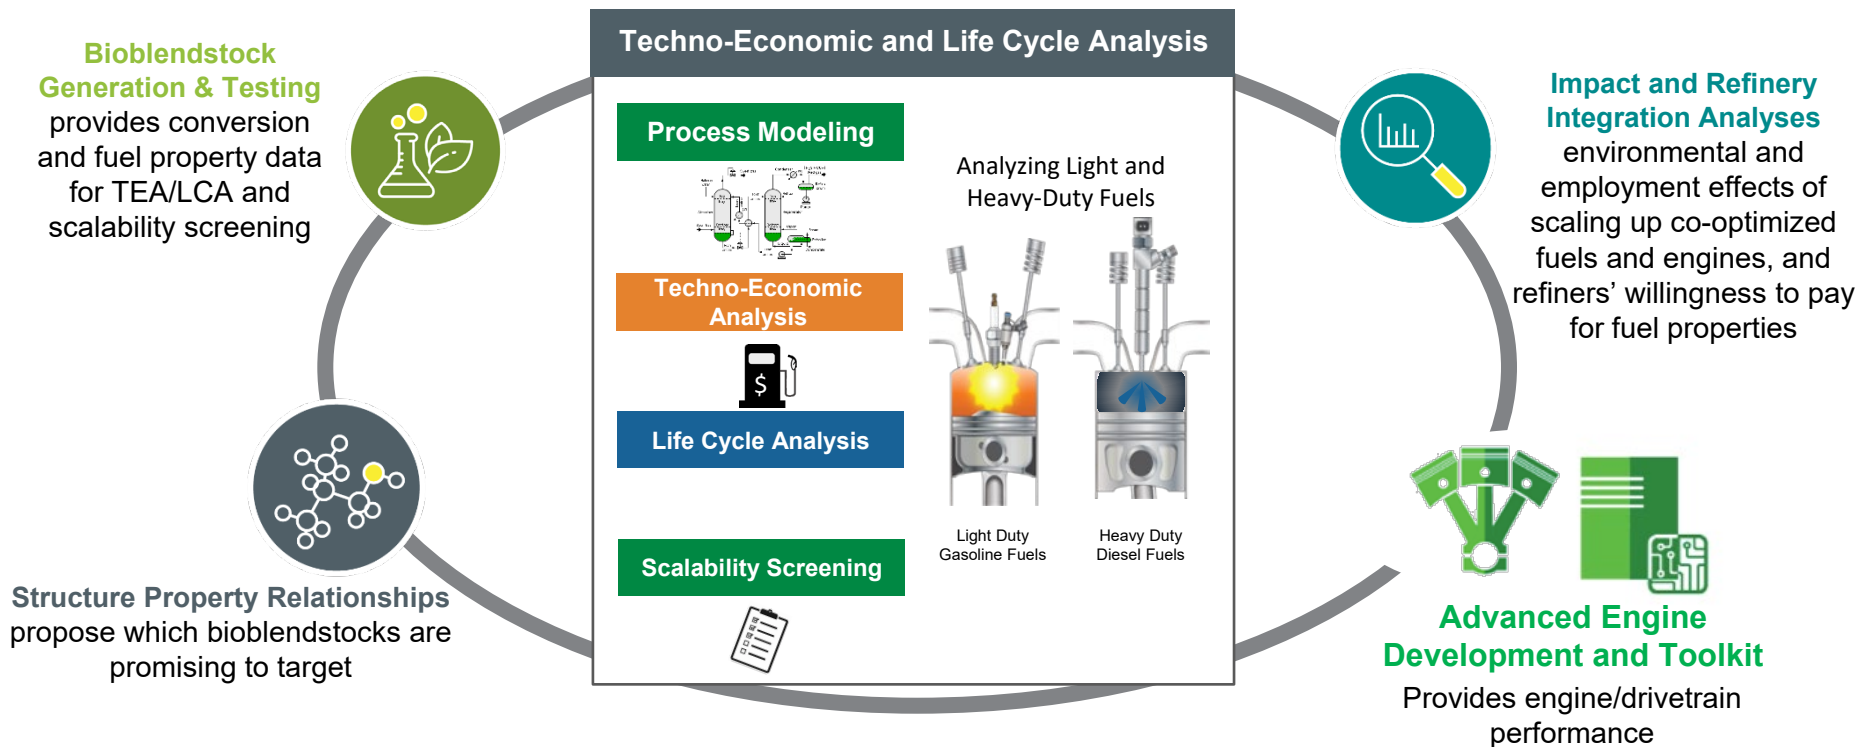 Techno-Economic and Life Cycle Analysis
Bioblendstock
Generation & Testing
provides conversion
and fuel property data
for TEA/LCA and
scalability screening
Structure Property Relationships
propose which bioblendstocks are
promising to target
Process Modeling
Techno-Economic
Analysis
$
Life Cycle Analysis
Scalability Screening
Analyzing Light and
Heavy-Duty Fuels
Light Duty
Gasoline Fuels
Heavy Duty
Diesel Fuels
Impact and Refinery
Integration Analyses
environmental and
employment effects of
scaling up co-optimized
fuels and engines, and
refiners’ willingness to pay
for fuel properties
Advanced Engine
Development and Toolkit
Provides engine/drivetrain
performance